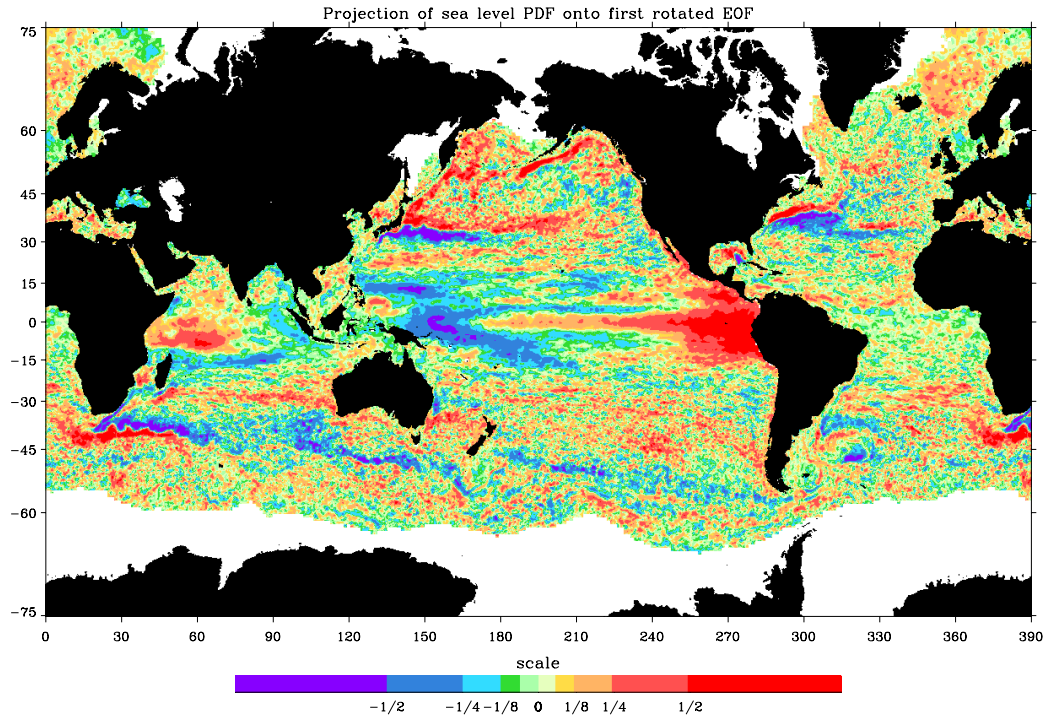 Projection of sea level PDF onto first rotated EOF
75
60
45
30
15
0
-15
-30
-45
-60
-75
0 30 60 90 120 150 180 210 240 270 300 330 360 390
scale
-1/2 -1/4 -1/8 0 1/8 1/4 1/2